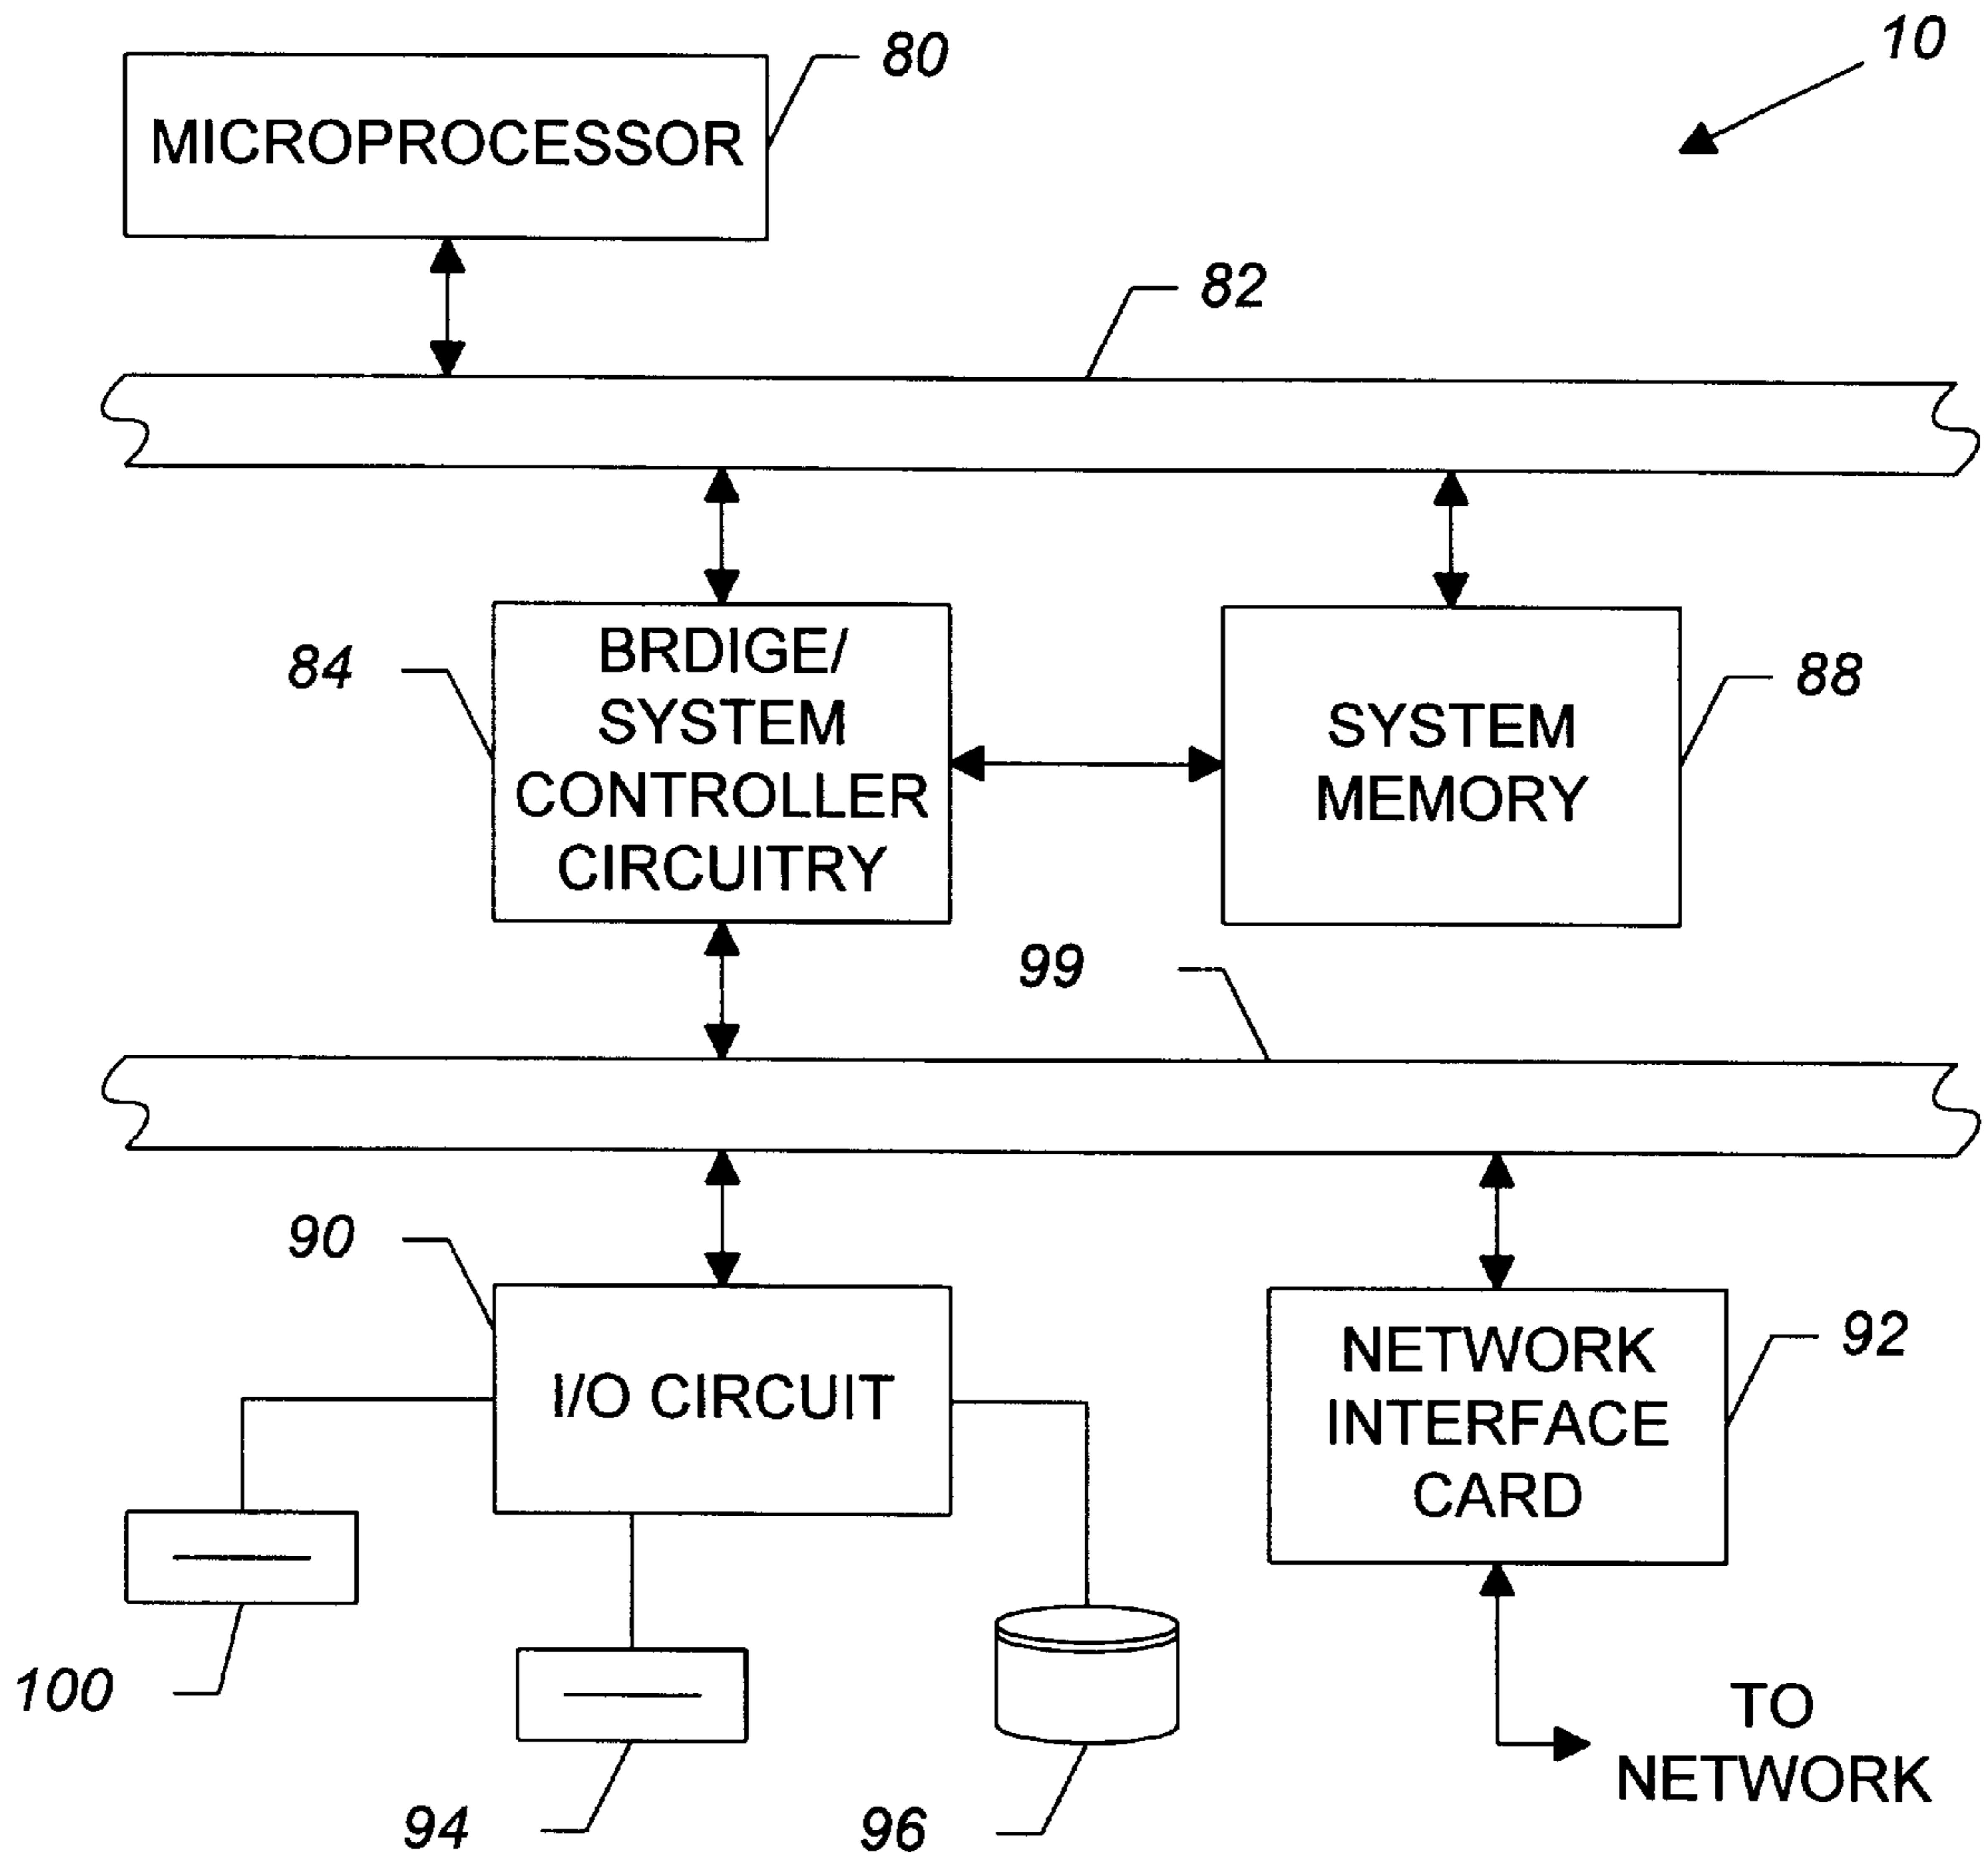 10
80
MICROPROCESSOR
82
84
BRDIGE/
SYSTEM
CONTROLLER
CIRCUITRY
88
SYSTEM
MEMORY
99
90
I/O CIRCUIT
92
NETWORK
INTERFACE
CARD
100
94
96
TO
NETWORK